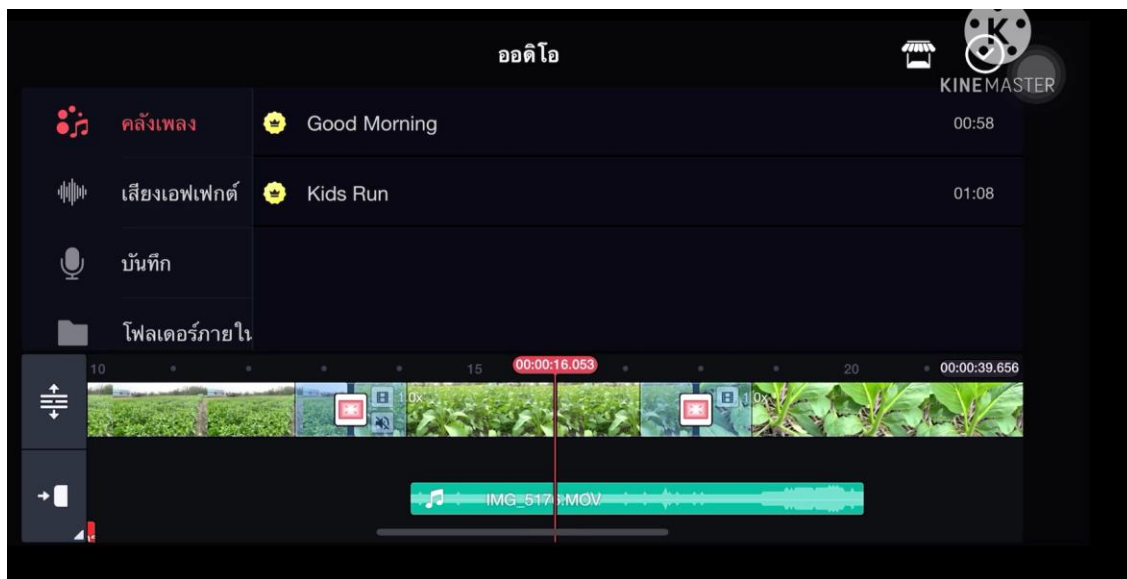 ออดิโอ
KINEMASTER
คลังเพลง
Good Morning
00:58
เสียงเอฟเฟกต์
Kids Run
01:08
บันทึก
โฟลเดอร์ภายใน
10
15
00:00:16.053
20
00:00:39.656
1.0x
1.0x
IMG_5176.MOV